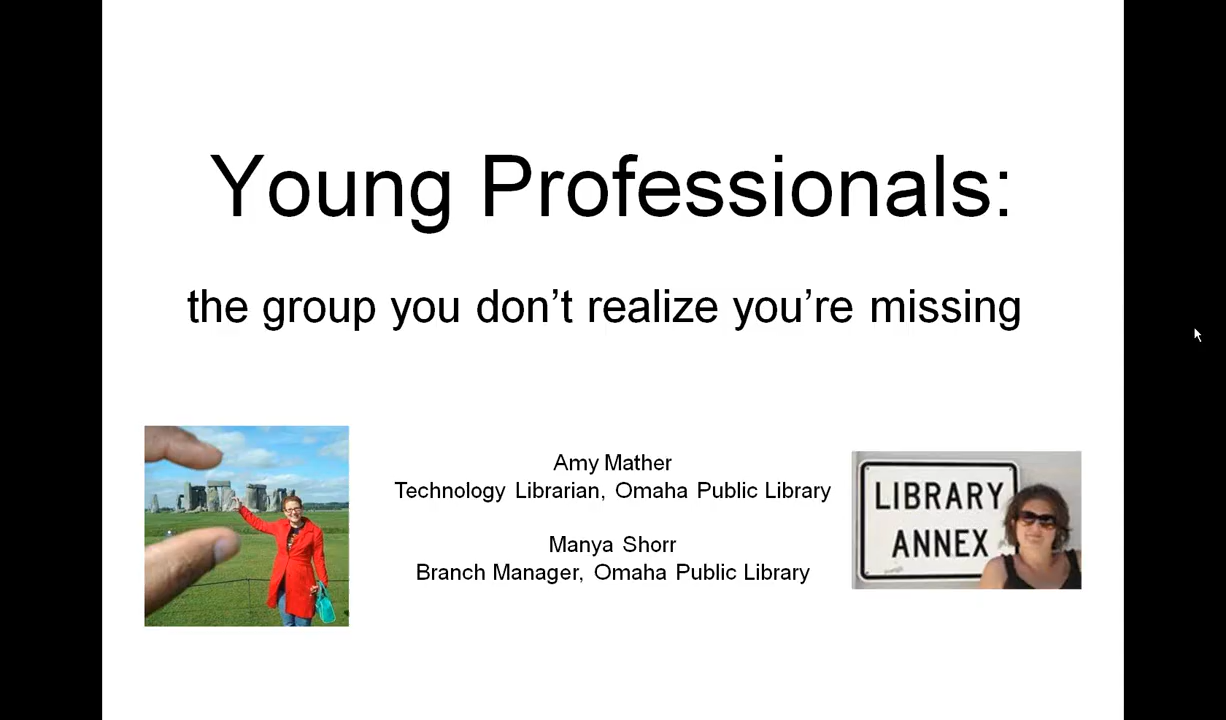 Young Professionals:
the group you don’t realize you’re missing
Amy Mather
Technology Librarian, Omaha Public Library
Manya Shorr
Branch Manager, Omaha Public Library
LIBRARY
ANNEX